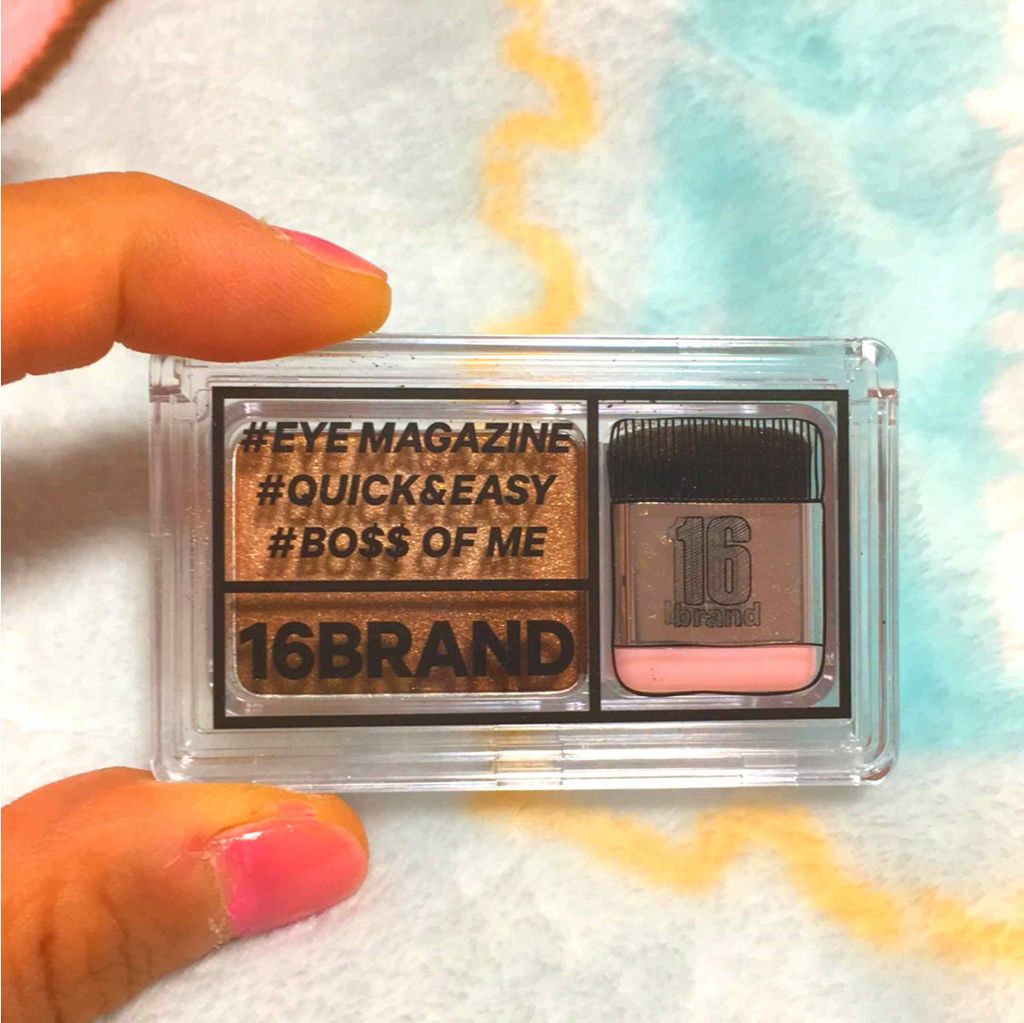 #EYE MAGAZINE
#QUICK&EASY
#BO$$ OF ME
16BRAND
16
brand